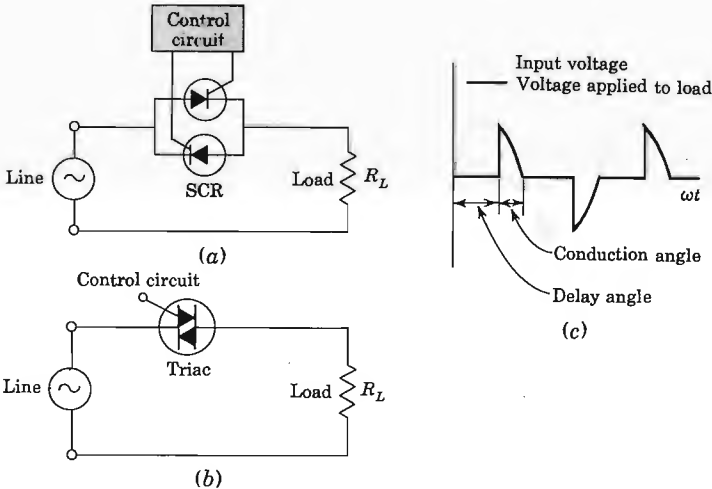 Control
circuit
Line
SCR
Load
R_L
(a)
Control circuit
Triac
Line
Load
R_L
(b)
Input voltage
Voltage applied to load
ωt
Conduction angle
Delay angle
(c)